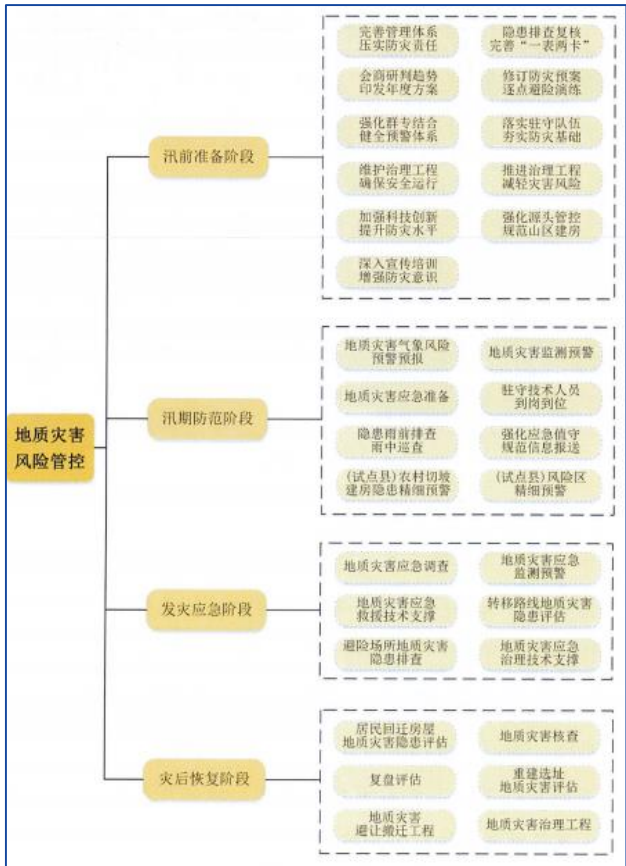 地质灾害
风险管控
汛前准备阶段
完善管理体系
压实防灾责任
隐患排查复核
完善“一表两卡”
会商研判趋势
印发年度方案
修订防灾预案
逐点避险演练
强化群专结合
健全预警体系
落实驻守队伍
夯实防灾基础
维护治理工程
确保安全运行
推进治理工程
减轻灾害风险
加强科技创新
提升防灾水平
强化源头管控
规范山区建房
深入宣传培训
增强防灾意识
汛期防范阶段
地质灾害气象风险
预警预报
地质灾害监测预警
地质灾害应急准备
驻守技术人员
到岗到位
隐患雨前排查
雨中巡查
强化应急值守
规范信息报送
(试点县)农村切坡
建房隐患精细预警
(试点县)风险区
精细预警
发灾应急阶段
地质灾害应急调查
地质灾害应急
监测预警
地质灾害应急
救援技术支撑
转移路线地质灾害
隐患评估
避险场所地质灾害
隐患排查
地质灾害应急
治理技术支撑
灾后恢复阶段
居民回迁房屋
地质灾害隐患评估
地质灾害核查
复盘评估
重建选址
地质灾害评估
地质灾害
避让搬迁工程
地质灾害治理工程